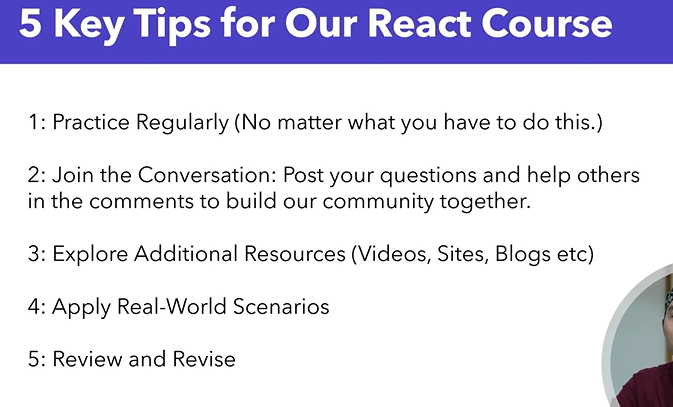 5 Key Tips for Our React Course
1: Practice Regularly (No matter what you have to do this.)
2: Join the Conversation: Post your questions and help others
in the comments to build our community together.
3: Explore Additional Resources (Videos, Sites, Blogs etc)
4: Apply Real-World Scenarios
5: Review and Revise